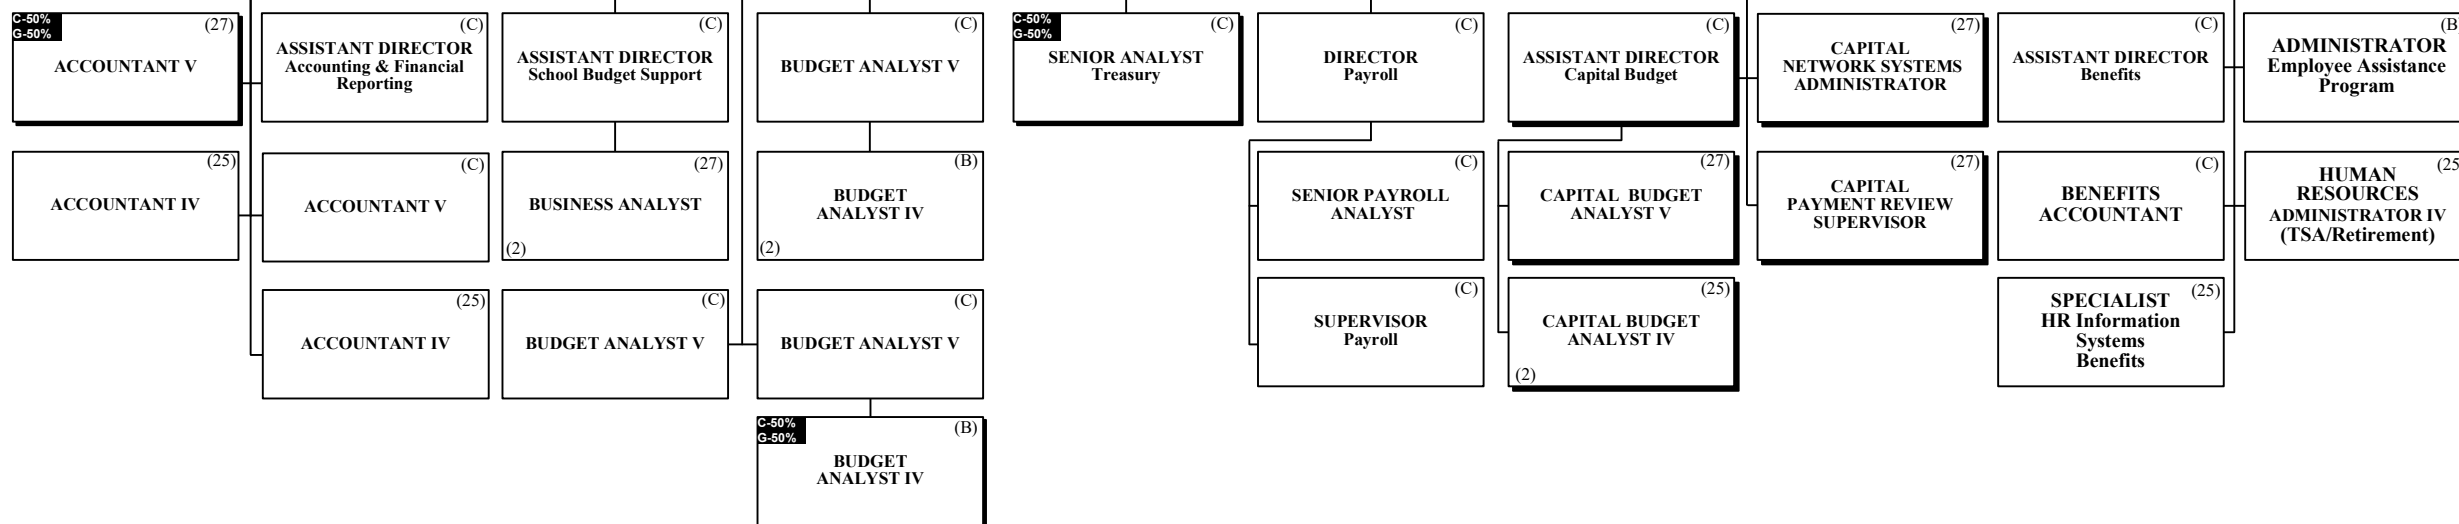 C-50%
G-50%
(27)
ACCOUNTANT V
(C)
ASSISTANT DIRECTOR
Accounting & Financial
Reporting
(C)
ASSISTANT DIRECTOR
School Budget Support
(C)
BUDGET ANALYST V
C-50%
G-50%
(C)
SENIOR ANALYST
Treasury
(C)
DIRECTOR
Payroll
(C)
ASSISTANT DIRECTOR
Capital Budget
(27)
CAPITAL
NETWORK SYSTEMS
ADMINISTRATOR
(C)
ASSISTANT DIRECTOR
Benefits
(B
ADMINISTRATOR
Employee Assistance
Program
(25)
ACCOUNTANT IV
(C)
ACCOUNTANT V
(27)
BUSINESS ANALYST
(2)
(B)
BUDGET
ANALYST IV
(2)
(C)
SENIOR PAYROLL
ANALYST
(27)
CAPITAL BUDGET
ANALYST V
(27)
CAPITAL
PAYMENT REVIEW
SUPERVISOR
(C)
BENEFITS
ACCOUNTANT
(25
HUMAN
RESOURCES
ADMINISTRATOR IV
(TSA/Retirement)
(25)
ACCOUNTANT IV
(C)
BUDGET ANALYST V
(C)
BUDGET ANALYST V
(C)
SUPERVISOR
Payroll
(25)
CAPITAL BUDGET
ANALYST IV
(2)
(25)
SPECIALIST
HR Information
Systems
Benefits
C-50%
G-50%
(B)
BUDGET
ANALYST IV